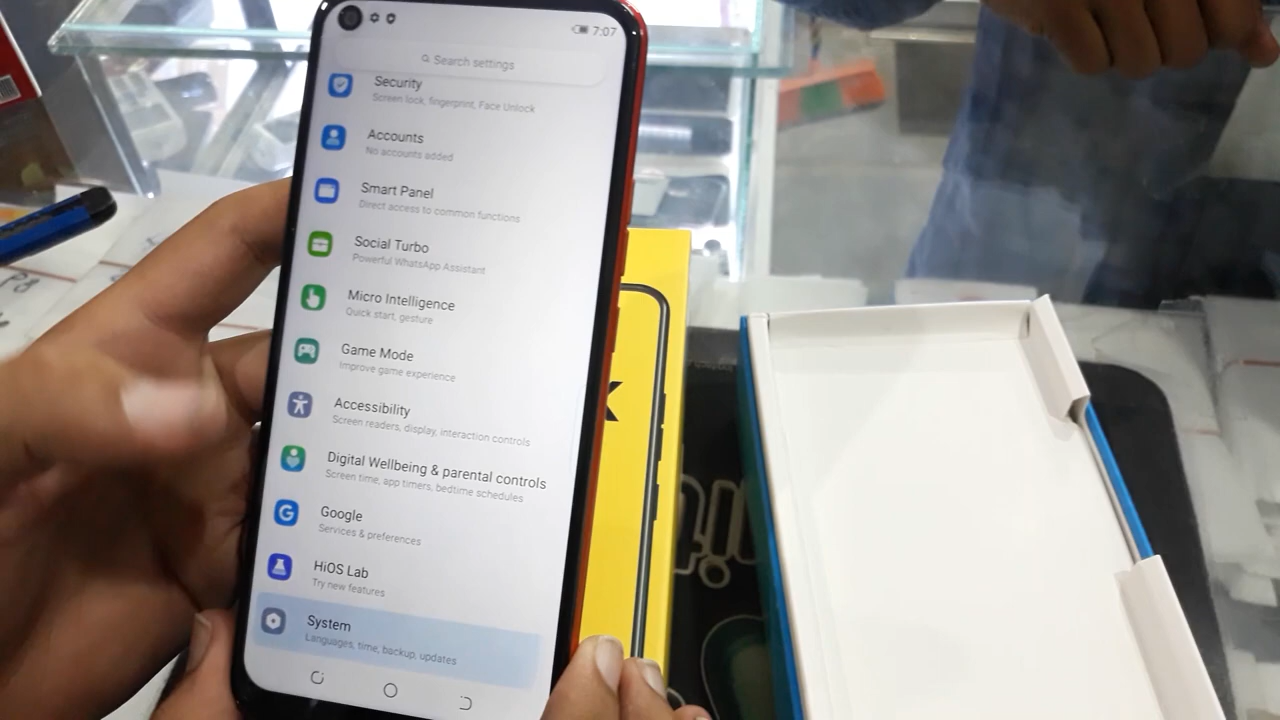 7:07
Search settings
Security
Screen lock, fingerprint, Face Unlock
Accounts
No accounts added
Smart Panel
Direct access to common functions
Social Turbo
Powerful WhatsApp Assistant
Micro Intelligence
Quick start, gesture
Game Mode
Improve game experience
Accessibility
Screen readers, display, interaction controls
Digital Wellbeing & parental controls
Screen time, app timers, bedtime schedules
Google
Services & preferences
HiOS Lab
Try new features
System
Languages, time, backup, updates